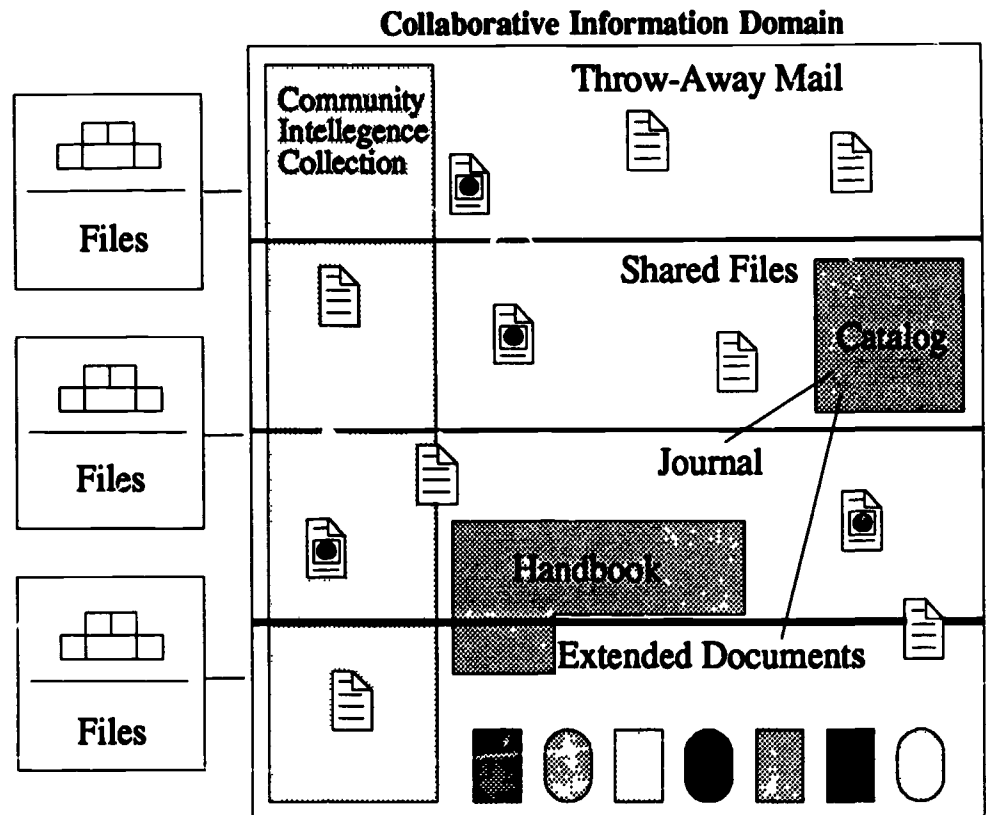 Collaborative Information Domain
Throw-Away Mail
Community
Intellegence
Collection
Files
Shared Files
Catalog
Files
Journal
Handbook
Extended Documents
Files